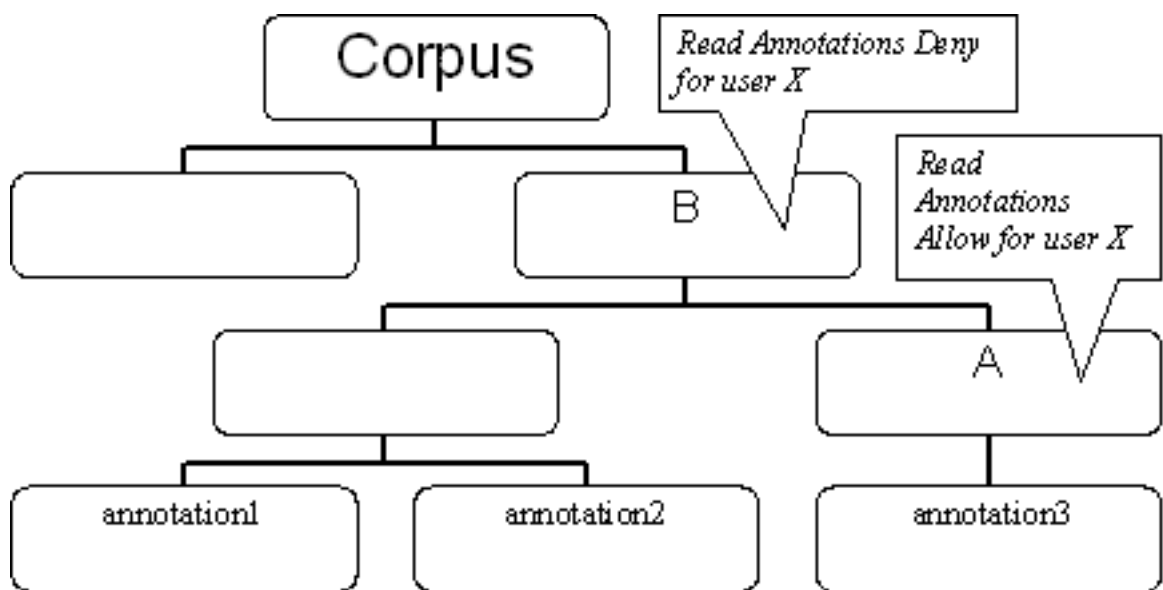 Corpus
Read Annotations Deny
for user X
Read
Annotations
Allow for user X
B
A
annotation1
annotation2
annotation3